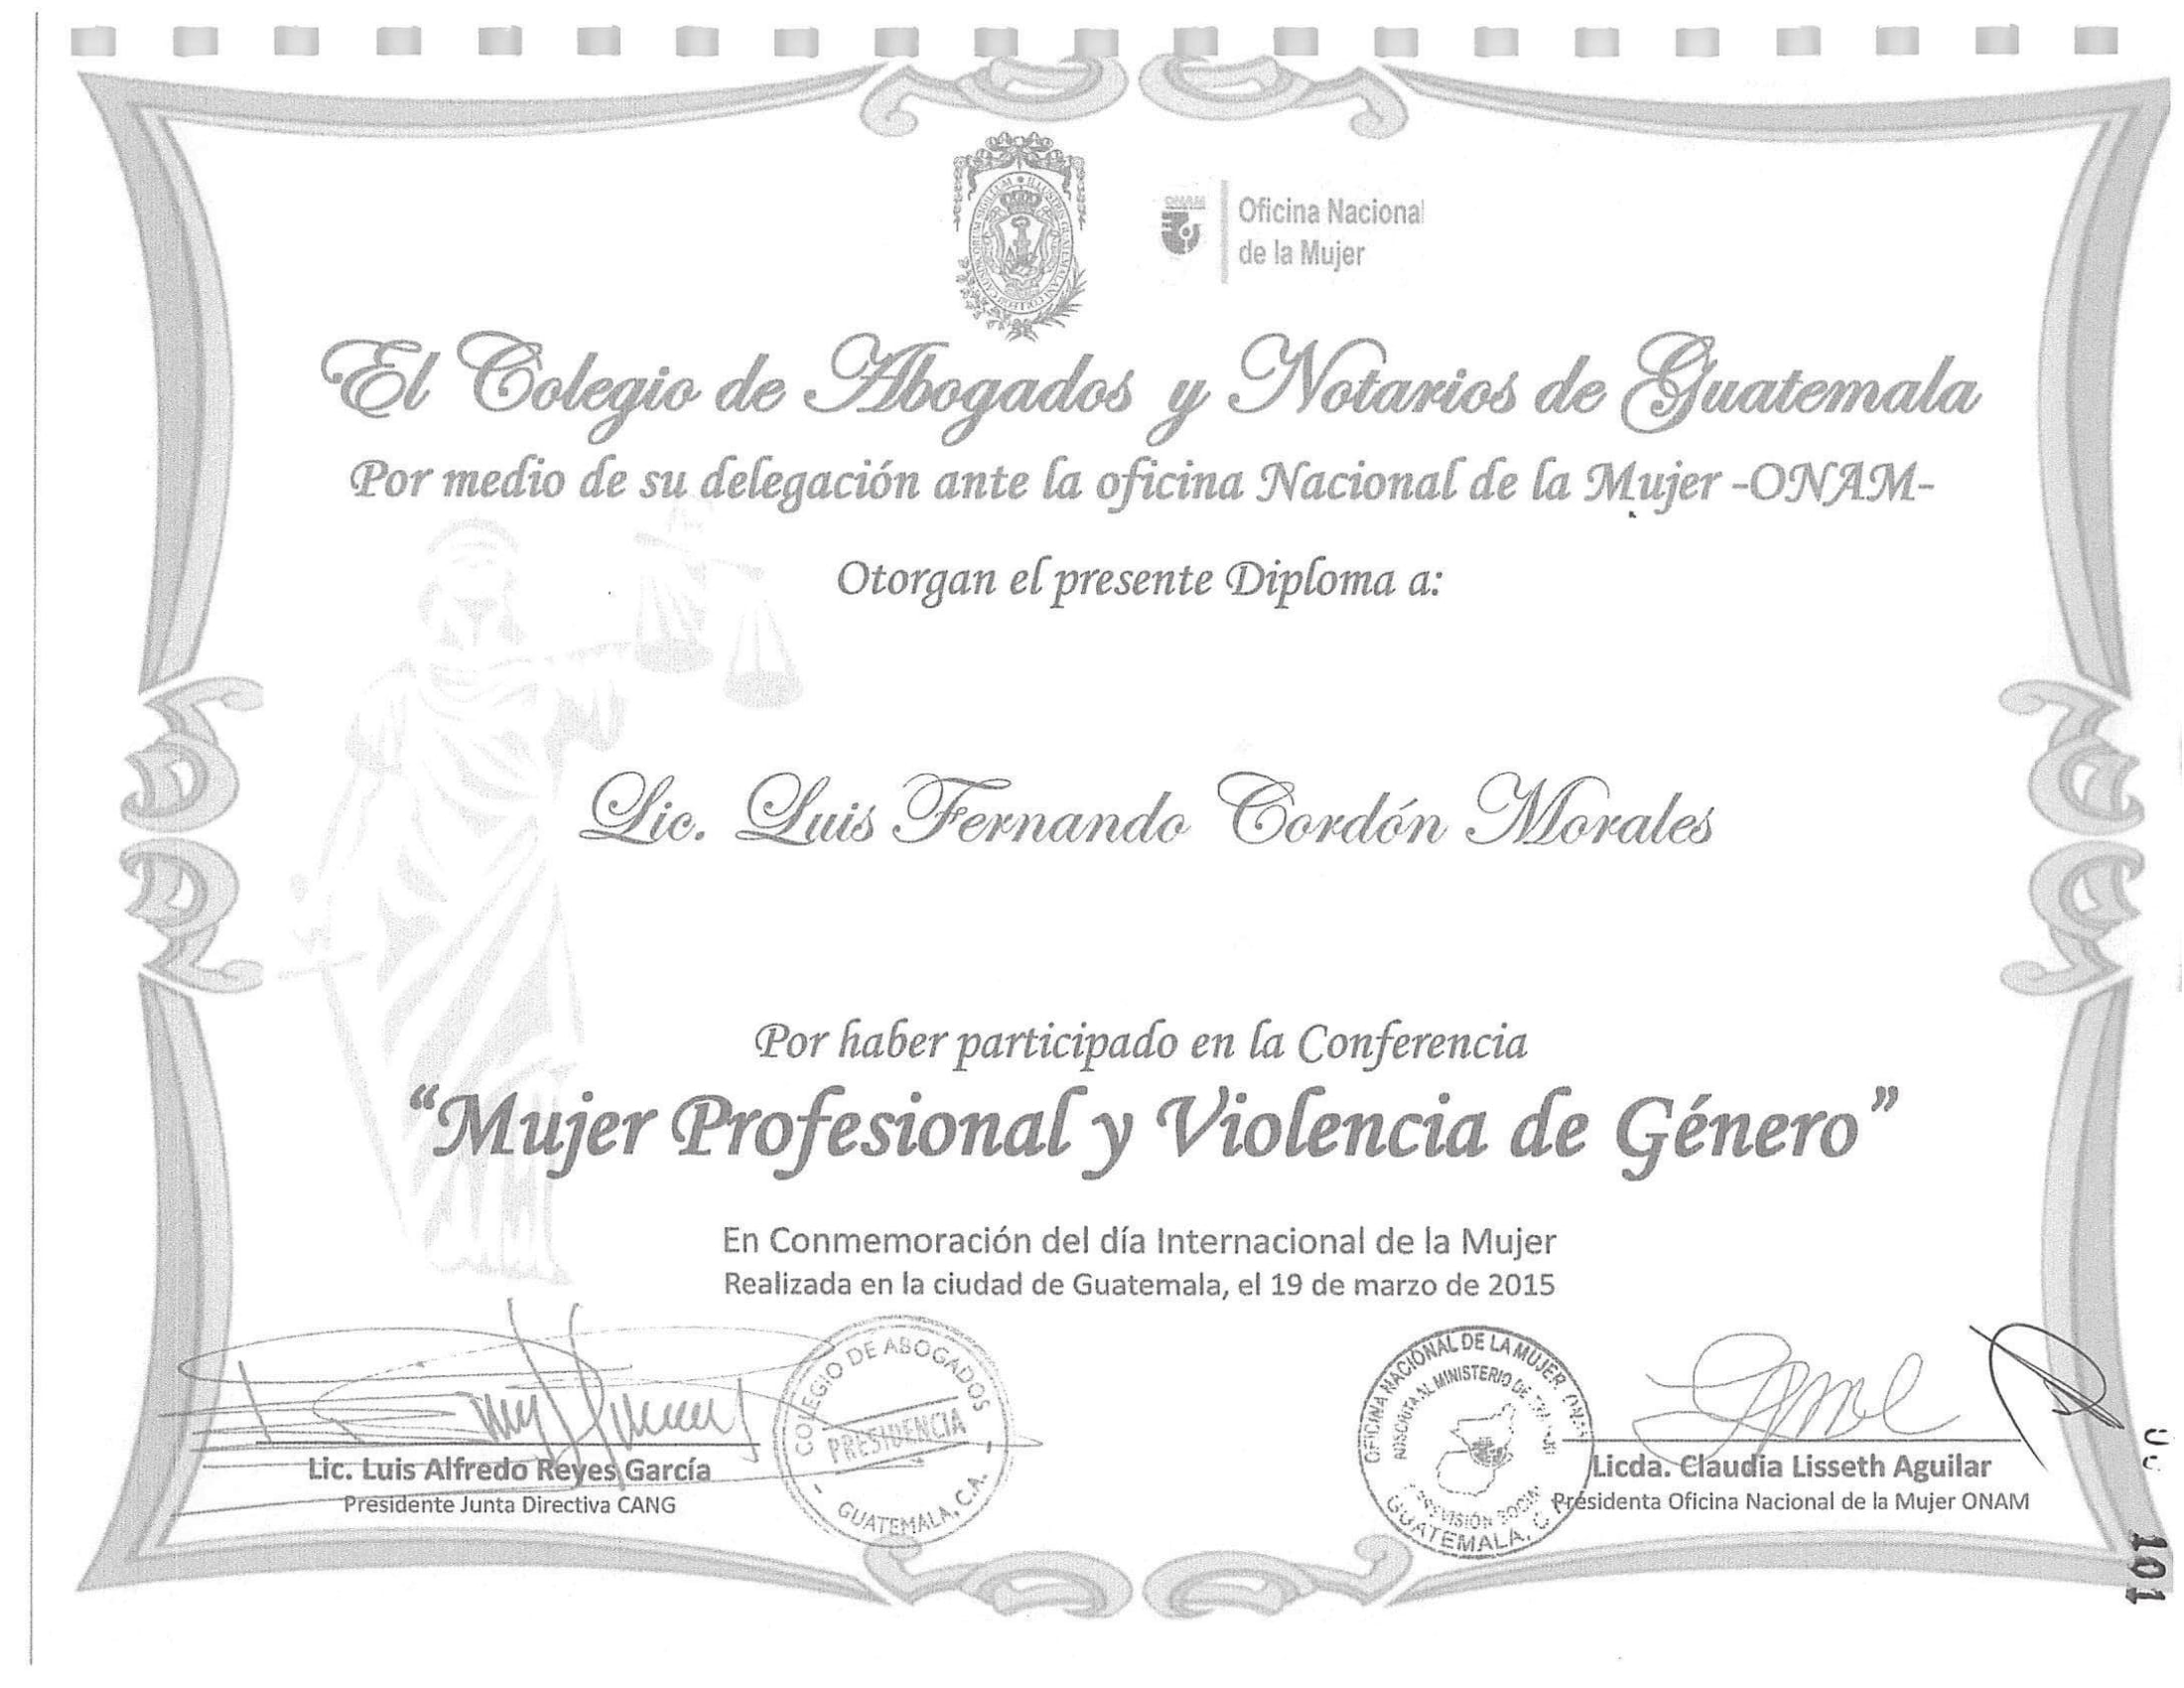 ONAM
Oficina Nacional
de la Mujer
El Colegio de Abogados y Notarios de Guatemala
Por medio de su delegación ante la oficina Nacional de la Mujer -ONAM-
Otorgan el presente Diploma a:
Lic. Luis Fernando Cordón Morales
Por haber participado en la Conferencia
“Mujer Profesional y Violencia de Género”
En Conmemoración del día Internacional de la Mujer
Realizada en la ciudad de Guatemala, el 19 de marzo de 2015
COLEGIO DE ABOGADOS
PRESIDENCIA
GUATEMALA, C.A.
OFICINA NACIONAL DE LA MUJER
MINISTERIO DE
GUATEMALA, C.
Lic. Luis Alfredo Reyes García
Presidente Junta Directiva CANG
Licda. Claudia Lisseth Aguilar
Présidenta Oficina Nacional de la Mujer ONAM
101